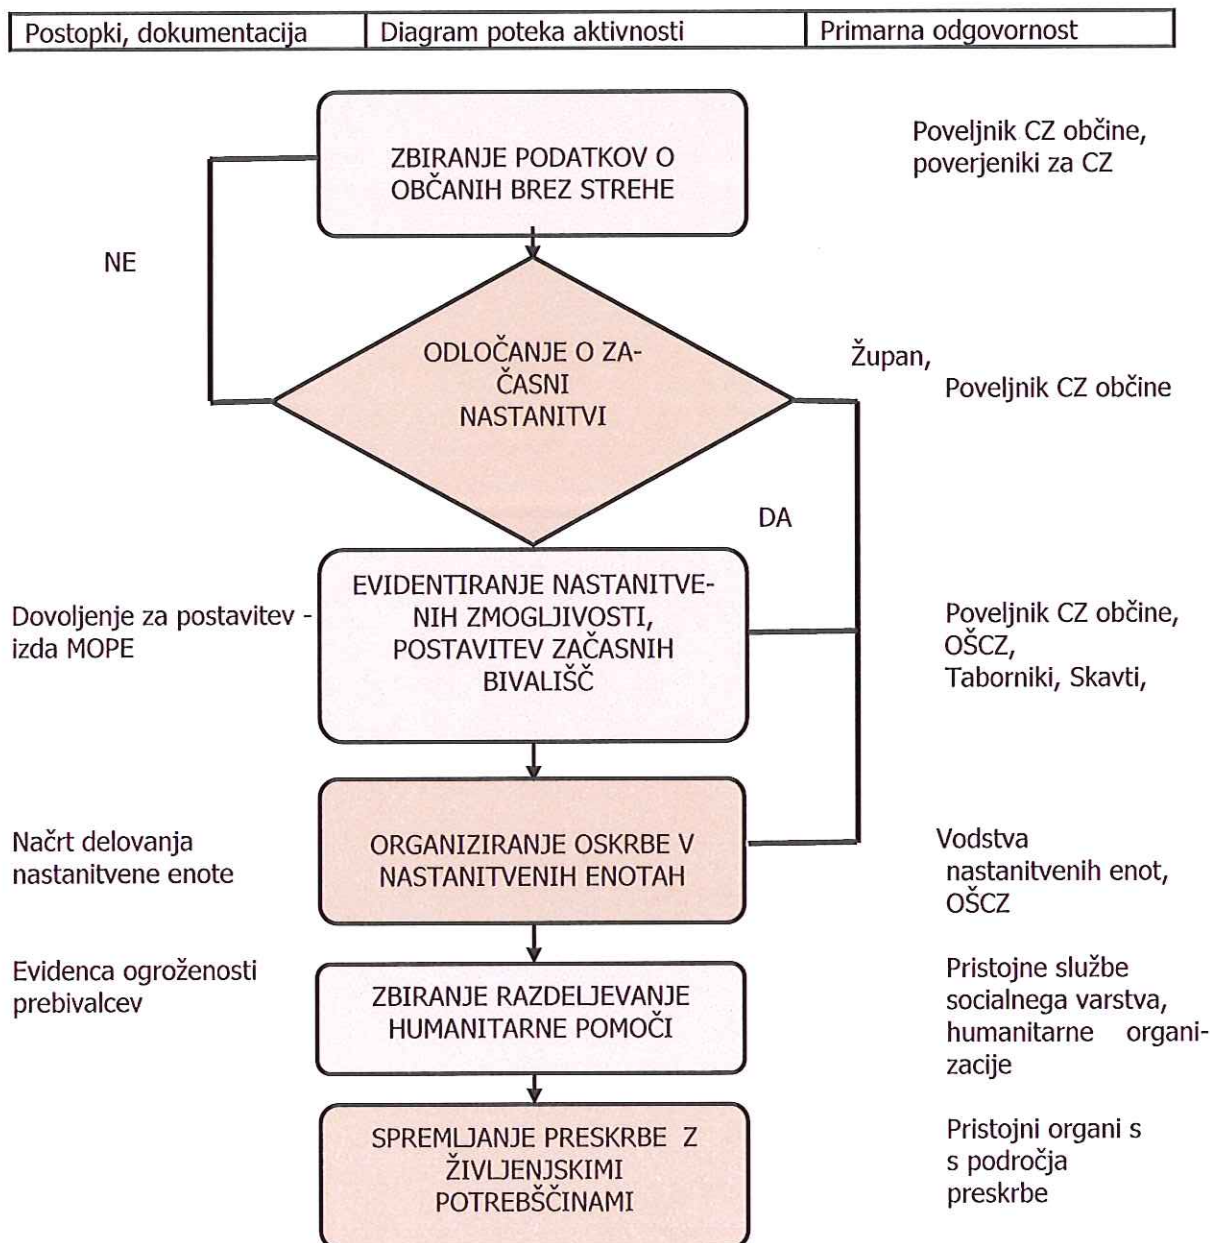 Postopki, dokumentacija
Diagram poteka aktivnosti
Primarna odgovornost
ZBIRANJE PODATKOV O
OBČANIH BREZ STREHE
Poveljnik CZ občine,
poverjeniki za CZ
NE
ODLOČANJE O ZA-
ČASNI
NASTANITVI
Župan,
Poveljnik CZ občine
DA
Dovoljenje za postavitev -
izda MOPE
EVIDENTIRANJE NASTANITVE-
NIH ZMOGLJIVOSTI,
POSTAVITEV ZAČASNIH
BIVALIŠČ
Poveljnik CZ občine,
OŠCZ,
Taborniki, Skavti,
Načrt delovanja
nastanitvene enote
ORGANIZIRANJE OSKRBE V
NASTANITVENIH ENOTAH
Vodstva
nastanitvenih enot,
OŠCZ
Evidenca ogroženosti
prebivalcev
ZBIRANJE RAZDELJEVANJE
HUMANITARNE POMOČI
Pristojne službe
socialnega varstva,
humanitarne organi-
zacije
SPREMLJANJE PRESKRBE Z
ŽIVLJENJSKIMI
POTREBŠČINAMI
Pristojni organi s
s področja
preskrbe